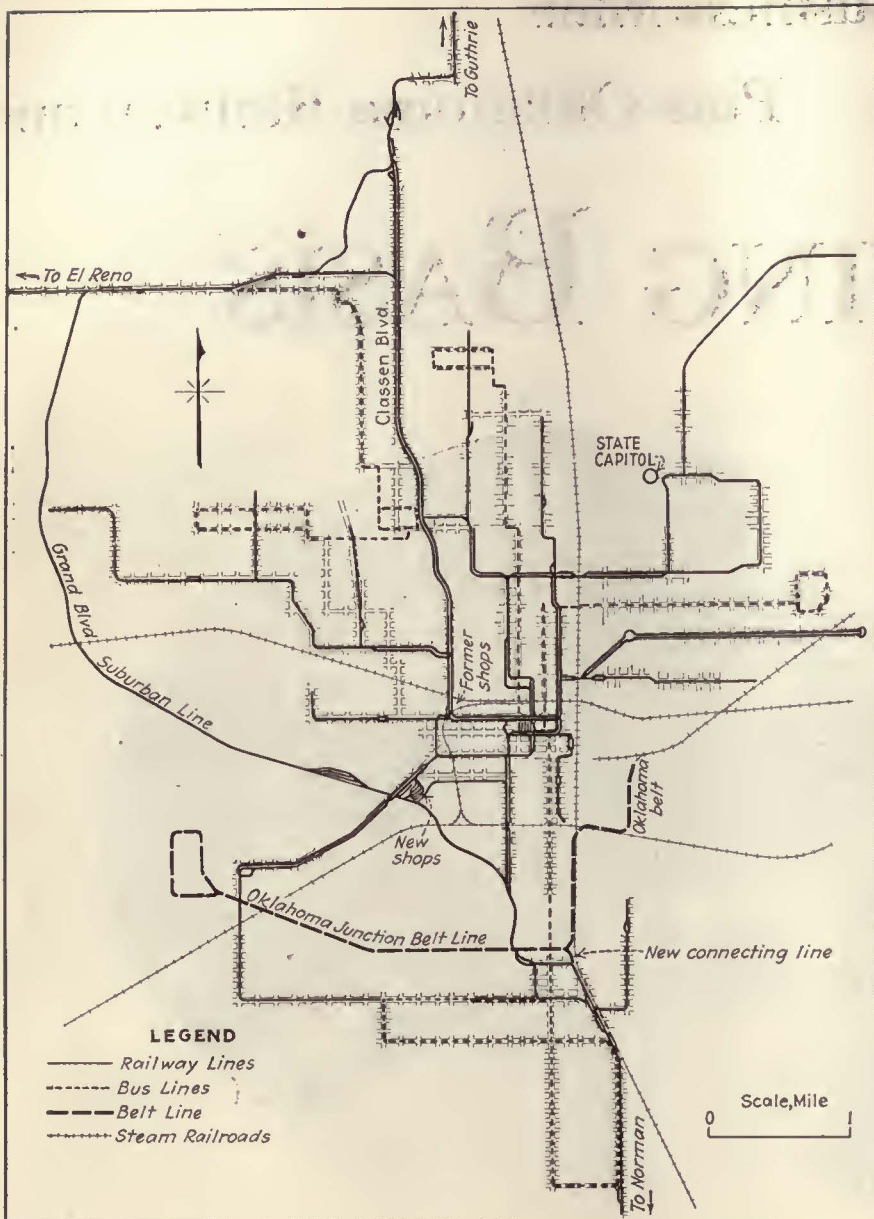 To Guthrie
To El Reno
Classen Blvd.
STATE
CAPITOL
Grand Blvd
Suburban Line
Former
shops
Oklahoma
belt
New
shops
Oklahoma Junction Belt Line
New connecting line
LEGEND
Railway Lines
Bus Lines
Belt Line
Steam Railroads
Scale, Mile
0 1
To Norman